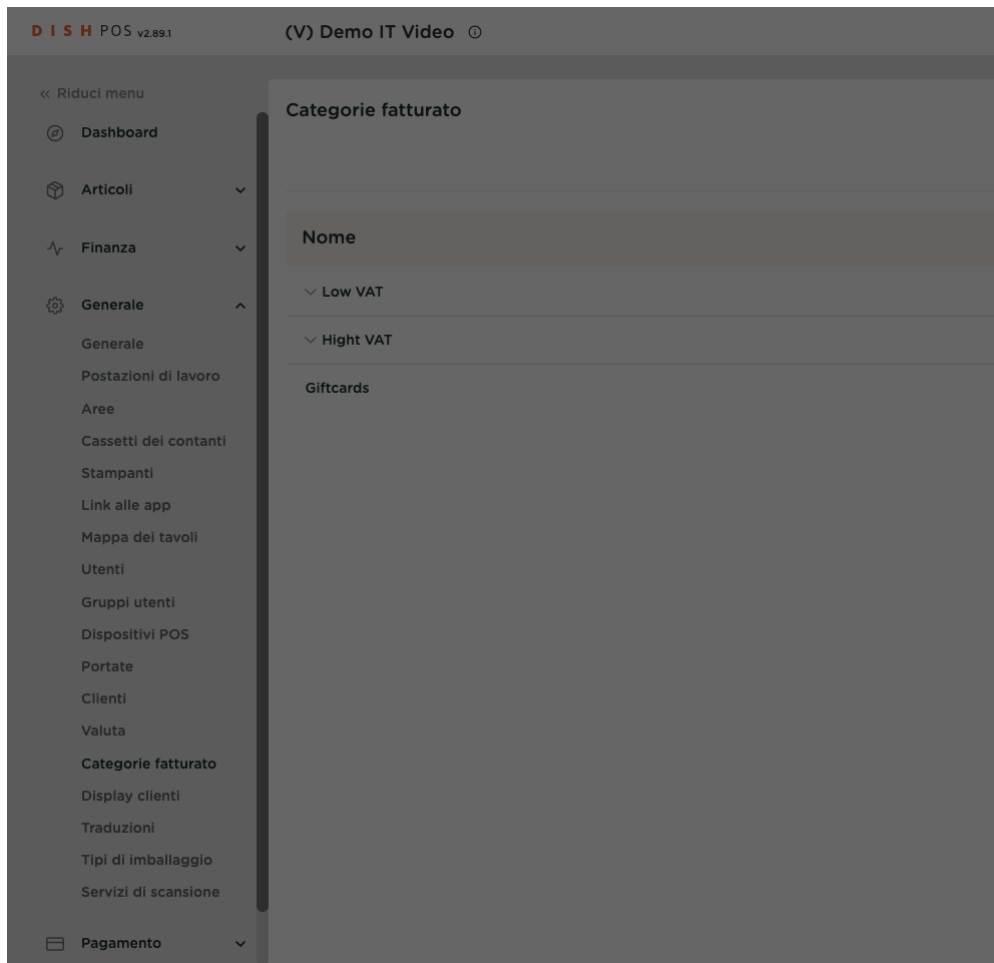 DISH POS v2.89.1
(V) Demo IT Video
« Riduci menu
Dashboard
Articoli
Finanza
Generale
Generale
Postazioni di lavoro
Aree
Cassetti dei contanti
Stampanti
Link alle app
Mappa dei tavoli
Utenti
Gruppi utenti
Dispositivi POS
Portate
Clienti
Valuta
Categorie fatturato
Display clienti
Traduzioni
Tipi di imballaggio
Servizi di scansione
Pagamento
Categorie fatturato
Nome
Low VAT
Hight VAT
Giftcards